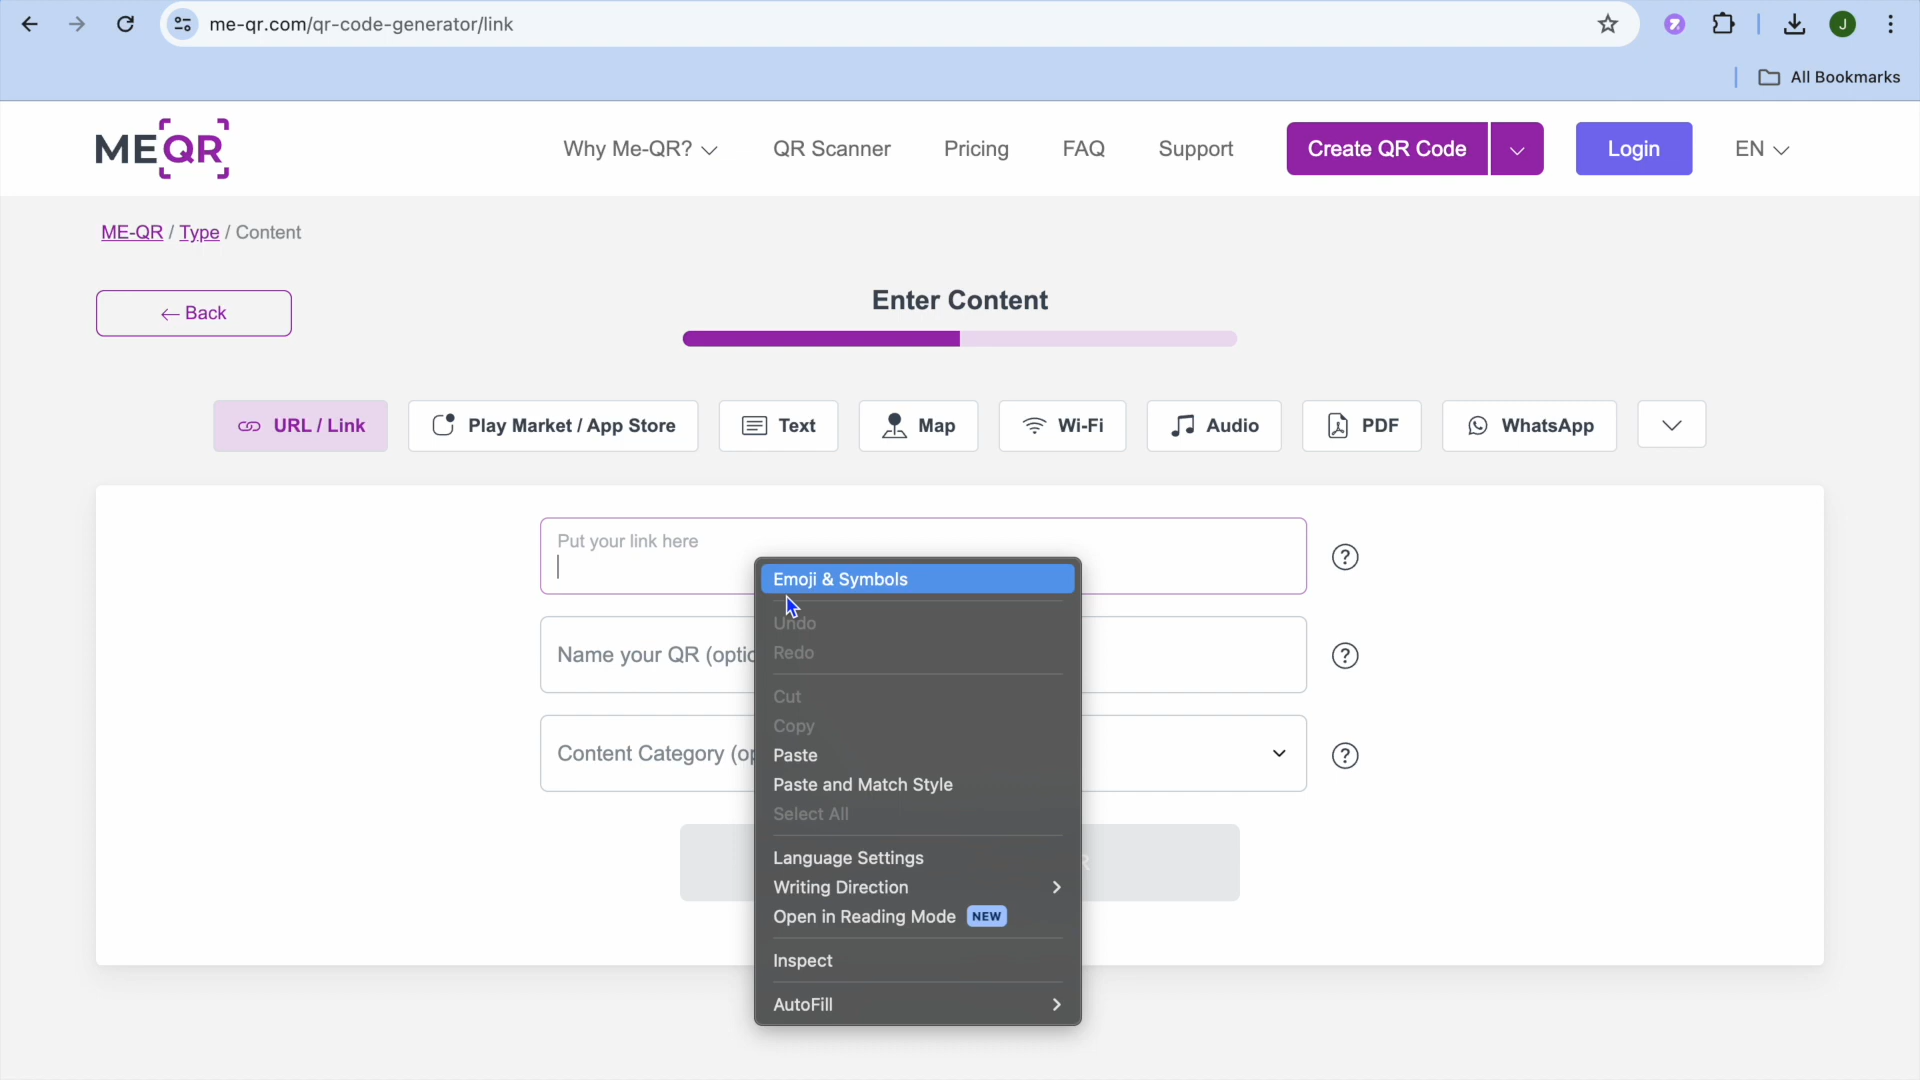 me-qr.com/qr-code-generator/link
J
All Bookmarks
MEQR
Why Me-QR?
QR Scanner
Pricing
FAQ
Support
Create QR Code
Login
EN
ME-QR / Type / Content
← Back
Enter Content
URL / Link
Play Market / App Store
Text
Map
Wi-Fi
Audio
PDF
WhatsApp
Put your link here
?
Name your QR (optic
?
Content Category (op
?
Emoji & Symbols
Undo
Redo
Cut
Copy
Paste
Paste and Match Style
Select All
Language Settings
Writing Direction
Open in Reading Mode NEW
Inspect
AutoFill